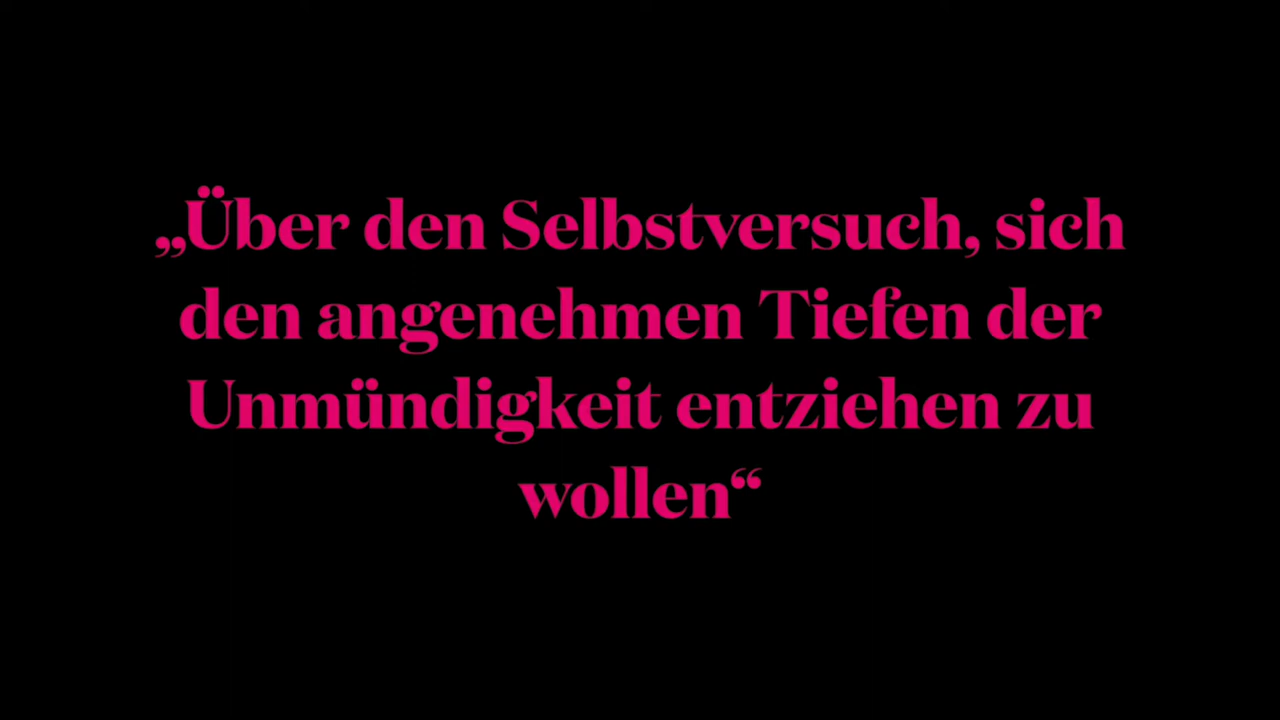 „Über den Selbstversuch, sich
den angenehmen Tiefen der
Unmündigkeit entziehen zu
wollen“